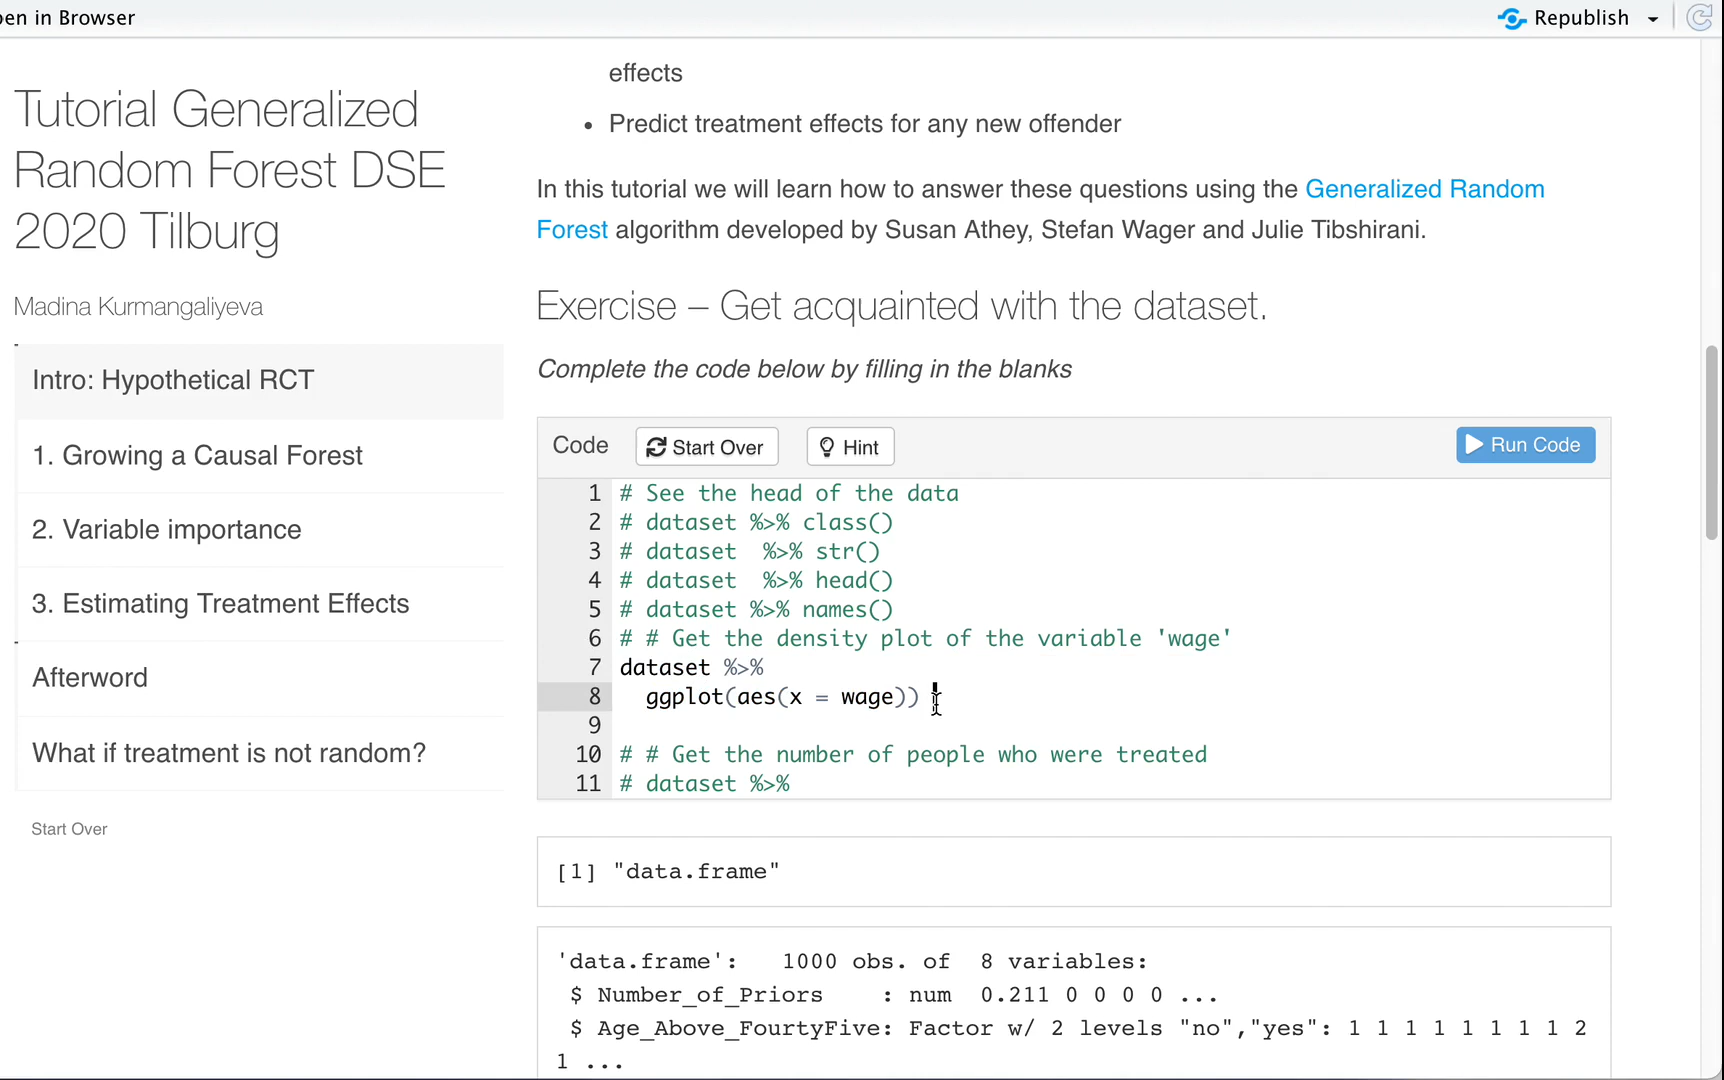 en in Browser
Republish
Tutorial Generalized
Random Forest DSE
2020 Tilburg
Madina Kurmangaliyeva
Intro: Hypothetical RCT
1. Growing a Causal Forest
2. Variable importance
3. Estimating Treatment Effects
Afterword
What if treatment is not random?
Start Over
effects
• Predict treatment effects for any new offender
In this tutorial we will learn how to answer these questions using the Generalized Random
Forest algorithm developed by Susan Athey, Stefan Wager and Julie Tibshirani.
Exercise – Get acquainted with the dataset.
Complete the code below by filling in the blanks
Code Start Over Hint Run Code
1 # See the head of the data
2 # dataset %>% class()
3 # dataset  %>% str()
4 # dataset  %>% head()
5 # dataset %>% names()
6 # # Get the density plot of the variable 'wage'
7 dataset %>%
8   ggplot(aes(x = wage))
9
10 # # Get the number of people who were treated
11 # dataset %>%
[1] "data.frame"
'data.frame':   1000 obs. of  8 variables:
$ Number_of_Priors      : num  0.211 0 0 0 0 ...
$ Age_Above_FourtyFive: Factor w/ 2 levels "no","yes": 1 1 1 1 1 1 1 1 2
1 ...